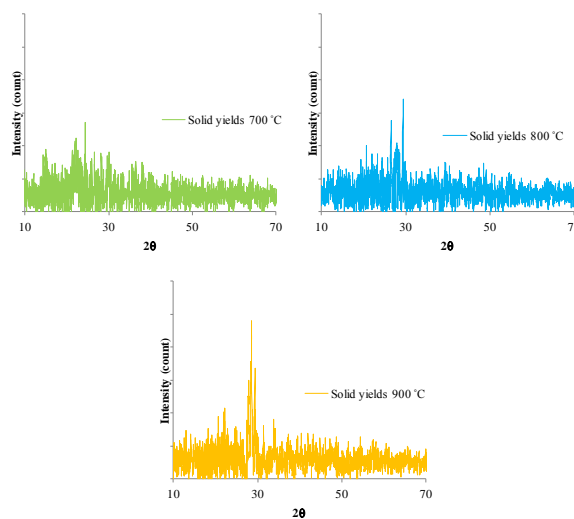 Intensity (count)
Solid yields 700 ˚C
10 30 50 70
2θ
Intensity (count)
Solid yields 800 ˚C
10 30 50 70
2θ
Intensity (count)
Solid yields 900 ˚C
10 30 50 70
2θ